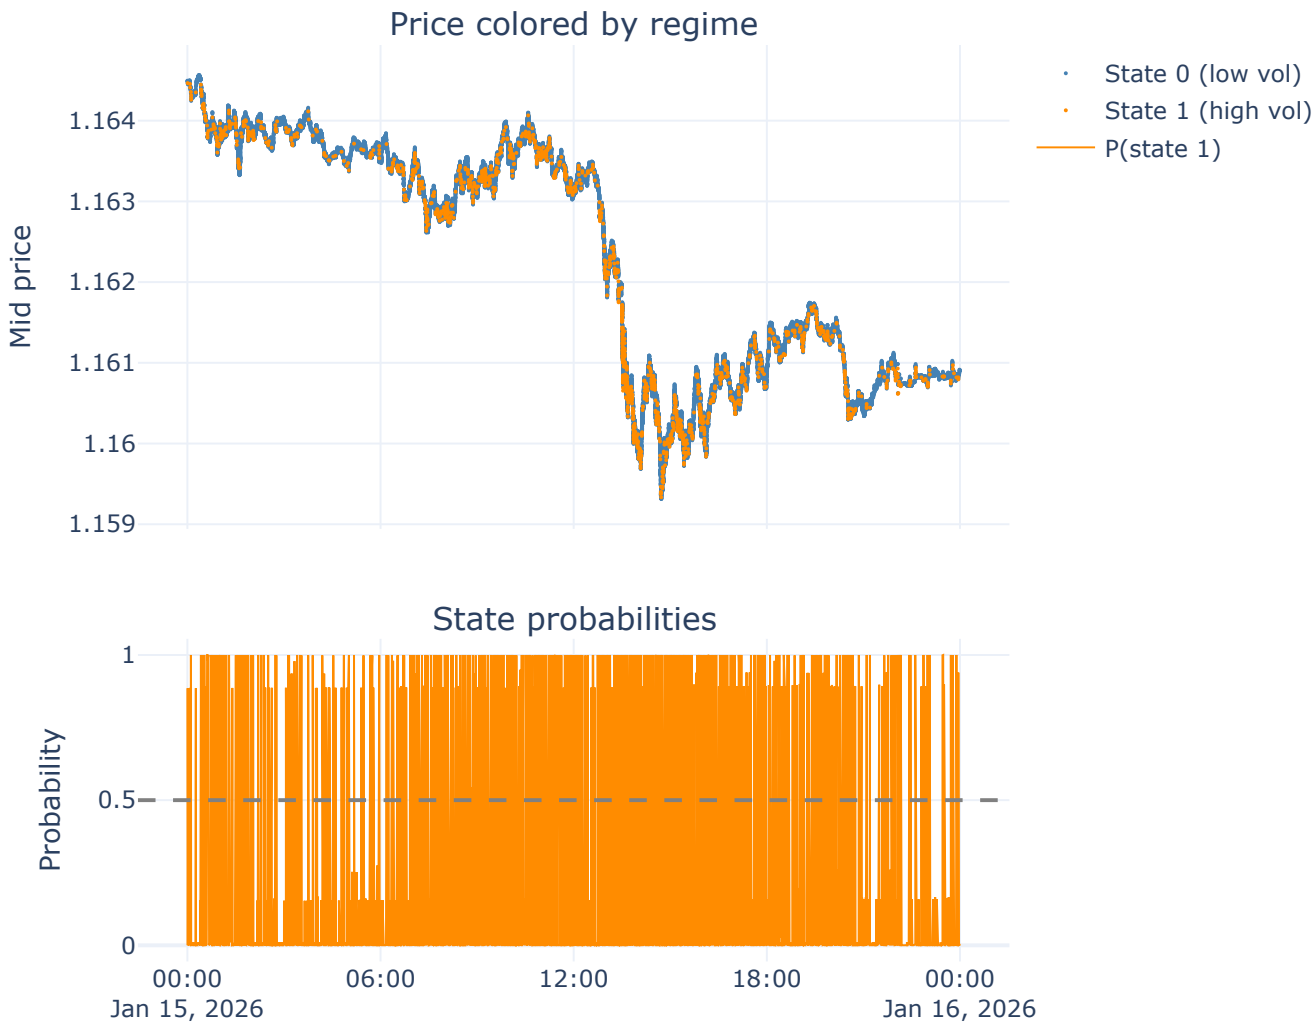 Price colored by regime
State 0 (low vol)
State 1 (high vol)
P(state 1)
Mid price
1.164
1.163
1.162
1.161
1.16
1.159
State probabilities
Probability
1
0.5
0
00:00 06:00 12:00 18:00 00:00
Jan 15, 2026 Jan 16, 2026